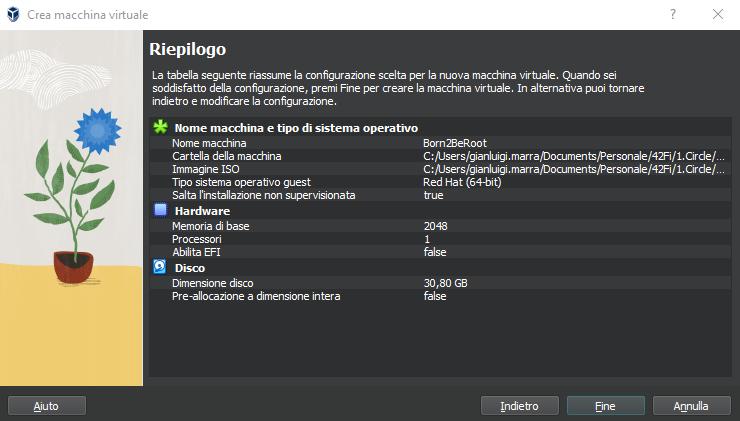 Crea macchina virtuale
Riepilogo
La tabella seguente riassume la configurazione scelta per la nuova macchina virtuale. Quando sei
soddisfatto della configurazione, premi Fine per creare la macchina virtuale. In alternativa puoi tornare
indietro e modificare la configurazione.
Nome macchina e tipo di sistema operativo
Nome macchina Born2BeRoot
Cartella della macchina C:/Users/gianluigi.marra/Documents/Personale/42Fi/1.Circle/...
Immagine ISO C:/Users/gianluigi.marra/Documents/Personale/42Fi/1.Circle/...
Tipo sistema operativo guest Red Hat (64-bit)
Salta l'installazione non supervisionata true
Hardware
Memoria di base 2048
Processori 1
Abilita EFI false
Disco
Dimensione disco 30,80 GB
Pre-allocazione a dimensione intera false
Aiuto Indietro Fine Annulla